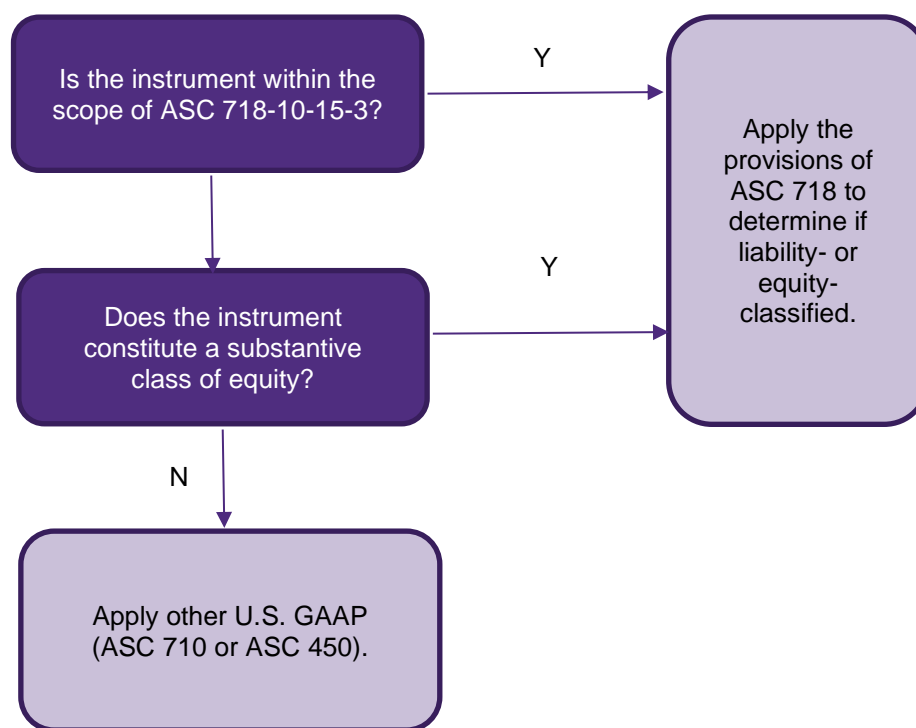 Is the instrument within the
scope of ASC 718-10-15-3?
Y
Apply the
provisions of
ASC 718 to
determine if
liability- or
equity-
classified.
Does the instrument
constitute a substantive
class of equity?
Y
N
Apply other U.S. GAAP
(ASC 710 or ASC 450).